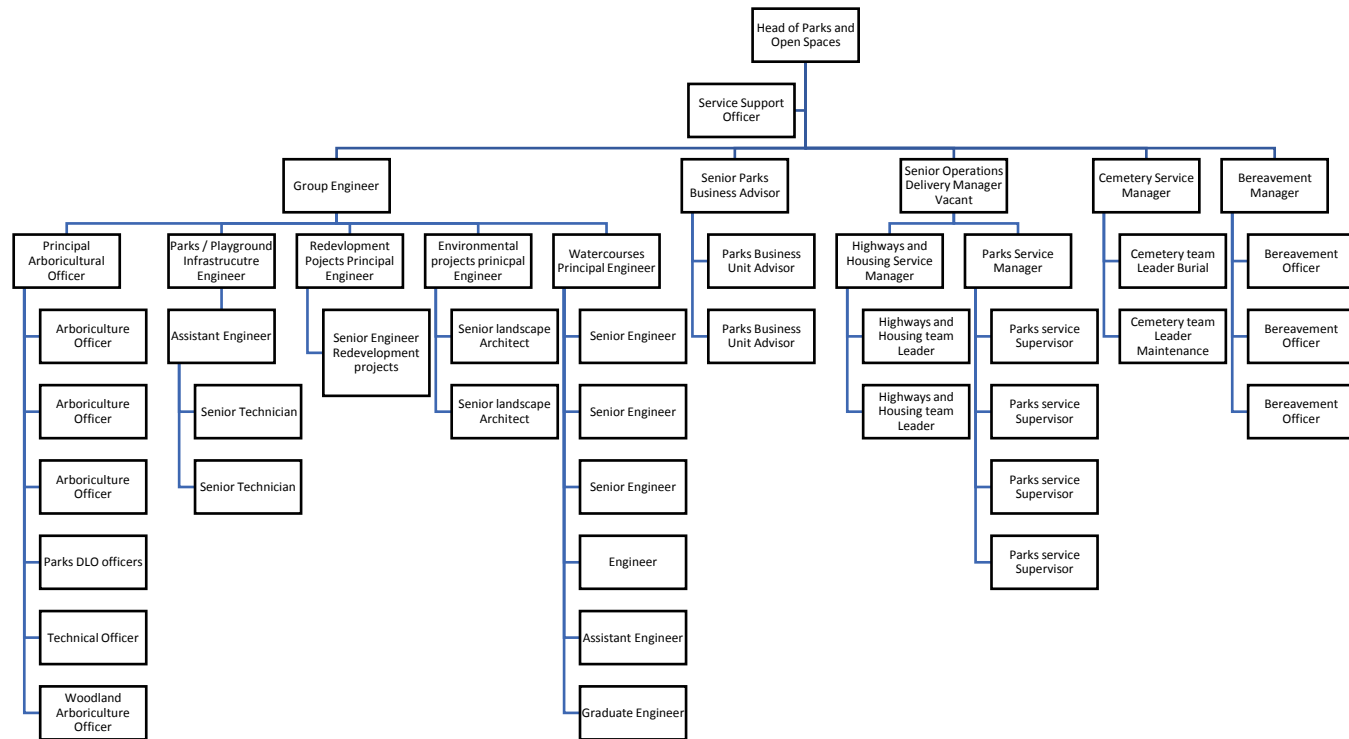 Head of Parks and
Open Spaces
Service Support
Officer
Group Engineer
Senior Parks
Business Advisor
Senior Operations
Delivery Manager
Vacant
Cemetery Service
Manager
Bereavement
Manager
Principal
Arboricultural
Officer
Parks / Playground
Infrastrucutre
Engineer
Redevlopment
Pojects Principal
Engineer
Environmental
projects prinicpal
Engineer
Watercourses
Principal Engineer
Parks Business
Unit Advisor
Highways and
Housing Service
Manager
Parks Service
Manager
Cemetery team
Leader Burial
Bereavement
Officer
Arboriculture
Officer
Assistant Engineer
Senior Engineer
Redevelopment
projects
Senior landscape
Architect
Senior Engineer
Parks Business
Unit Advisor
Highways and
Housing team
Leader
Parks service
Supervisor
Cemetery team
Leader
Maintenance
Bereavement
Officer
Arboriculture
Officer
Senior Technician
Senior landscape
Architect
Senior Engineer
Highways and
Housing team
Leader
Parks service
Supervisor
Bereavement
Officer
Arboriculture
Officer
Senior Technician
Senior Engineer
Parks service
Supervisor
Parks DLO officers
Engineer
Parks service
Supervisor
Technical Officer
Assistant Engineer
Woodland
Arboriculture
Officer
Graduate Engineer